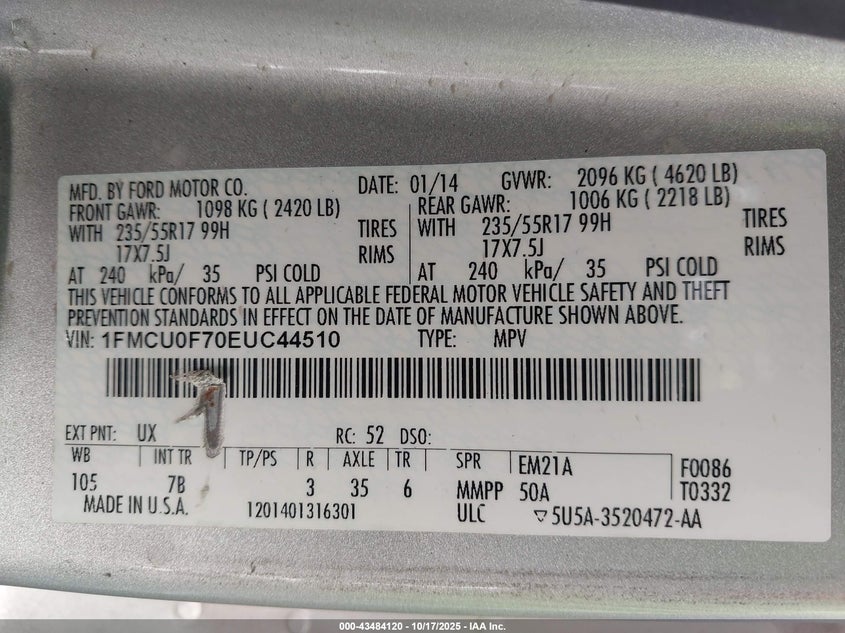 MFD. BY FORD MOTOR CO. DATE: 01/14 GVWR: 2096 KG ( 4620 LB)
FRONT GAWR: 1098 KG ( 2420 LB) REAR GAWR: 1006 KG ( 2218 LB)
WITH 235/55R17 99H TIRES WITH 235/55R17 99H TIRES
17X7.5J RIMS 17X7.5J RIMS
AT 240 kPa/ 35 PSI COLD AT 240 kPa/ 35 PSI COLD
THIS VEHICLE CONFORMS TO ALL APPLICABLE FEDERAL MOTOR VEHICLE SAFETY AND THEFT
PREVENTION STANDARDS IN EFFECT ON THE DATE OF MANUFACTURE SHOWN ABOVE.
VIN: 1FMCU0F70EUC44510 TYPE: MPV
EXT PNT: UX RC: 52 DSO:
WB INT TR TP/PS R AXLE TR SPR EM21A F0086
105 7B 3 35 6 MMPP 50A T0332
MADE IN U.S.A. 1201401316301 ULC ▽5U5A-3520472-AA
000-43484120 - 10/17/2025 - IAA Inc.